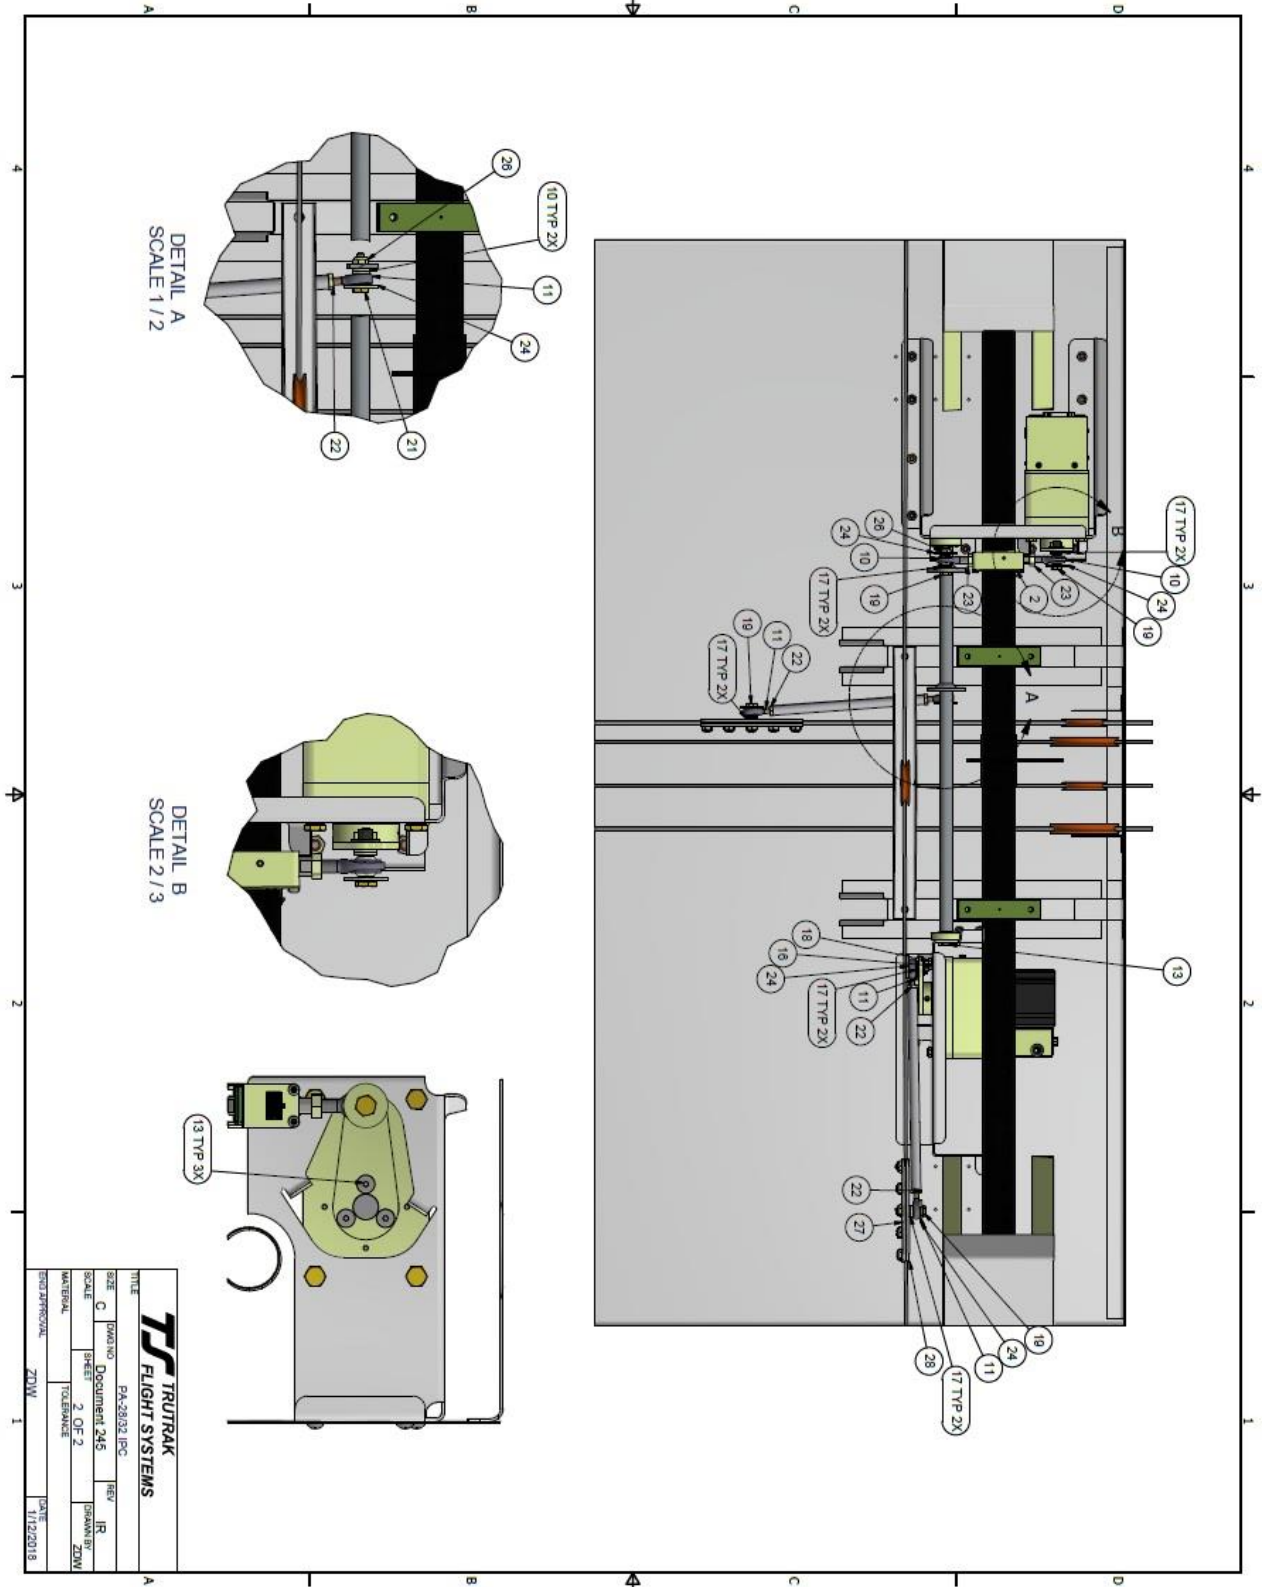 D
C
B
A
4
3
2
1
17 TYP 2X
10
24
19
23
2
B
26
24
10
17 TYP 2X
19
23
A
19
11
22
17 TYP 2X
13
18
16
24
11
17 TYP 2X
22
22
27
28
17 TYP 2X
11
24
19
26
10 TYP 2X
11
24
21
22
DETAIL A
SCALE 1 / 2
DETAIL B
SCALE 2 / 3
13 TYP 3X
TS TRUTRAK
FLIGHT SYSTEMS
TITLE
PA-28/32 IPC
SIZE C
DWG NO Document 245
REV IR
SCALE
SHEET 2 OF 2
DRAWN BY ZDW
MATERIAL
TOLERANCE
ENG APPROVAL ZDW
DATE 1/12/2018
D
C
B
A
4
3
2
1